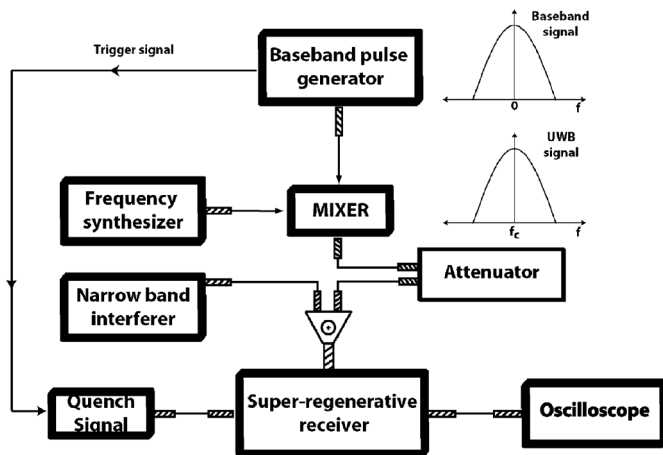 Trigger signal
Baseband pulse
generator
Baseband
signal
0
f
UWB
signal
fc
f
Frequency
synthesizer
MIXER
Attenuator
Narrow band
interferer
Quench
Signal
Super-regenerative
receiver
Oscilloscope